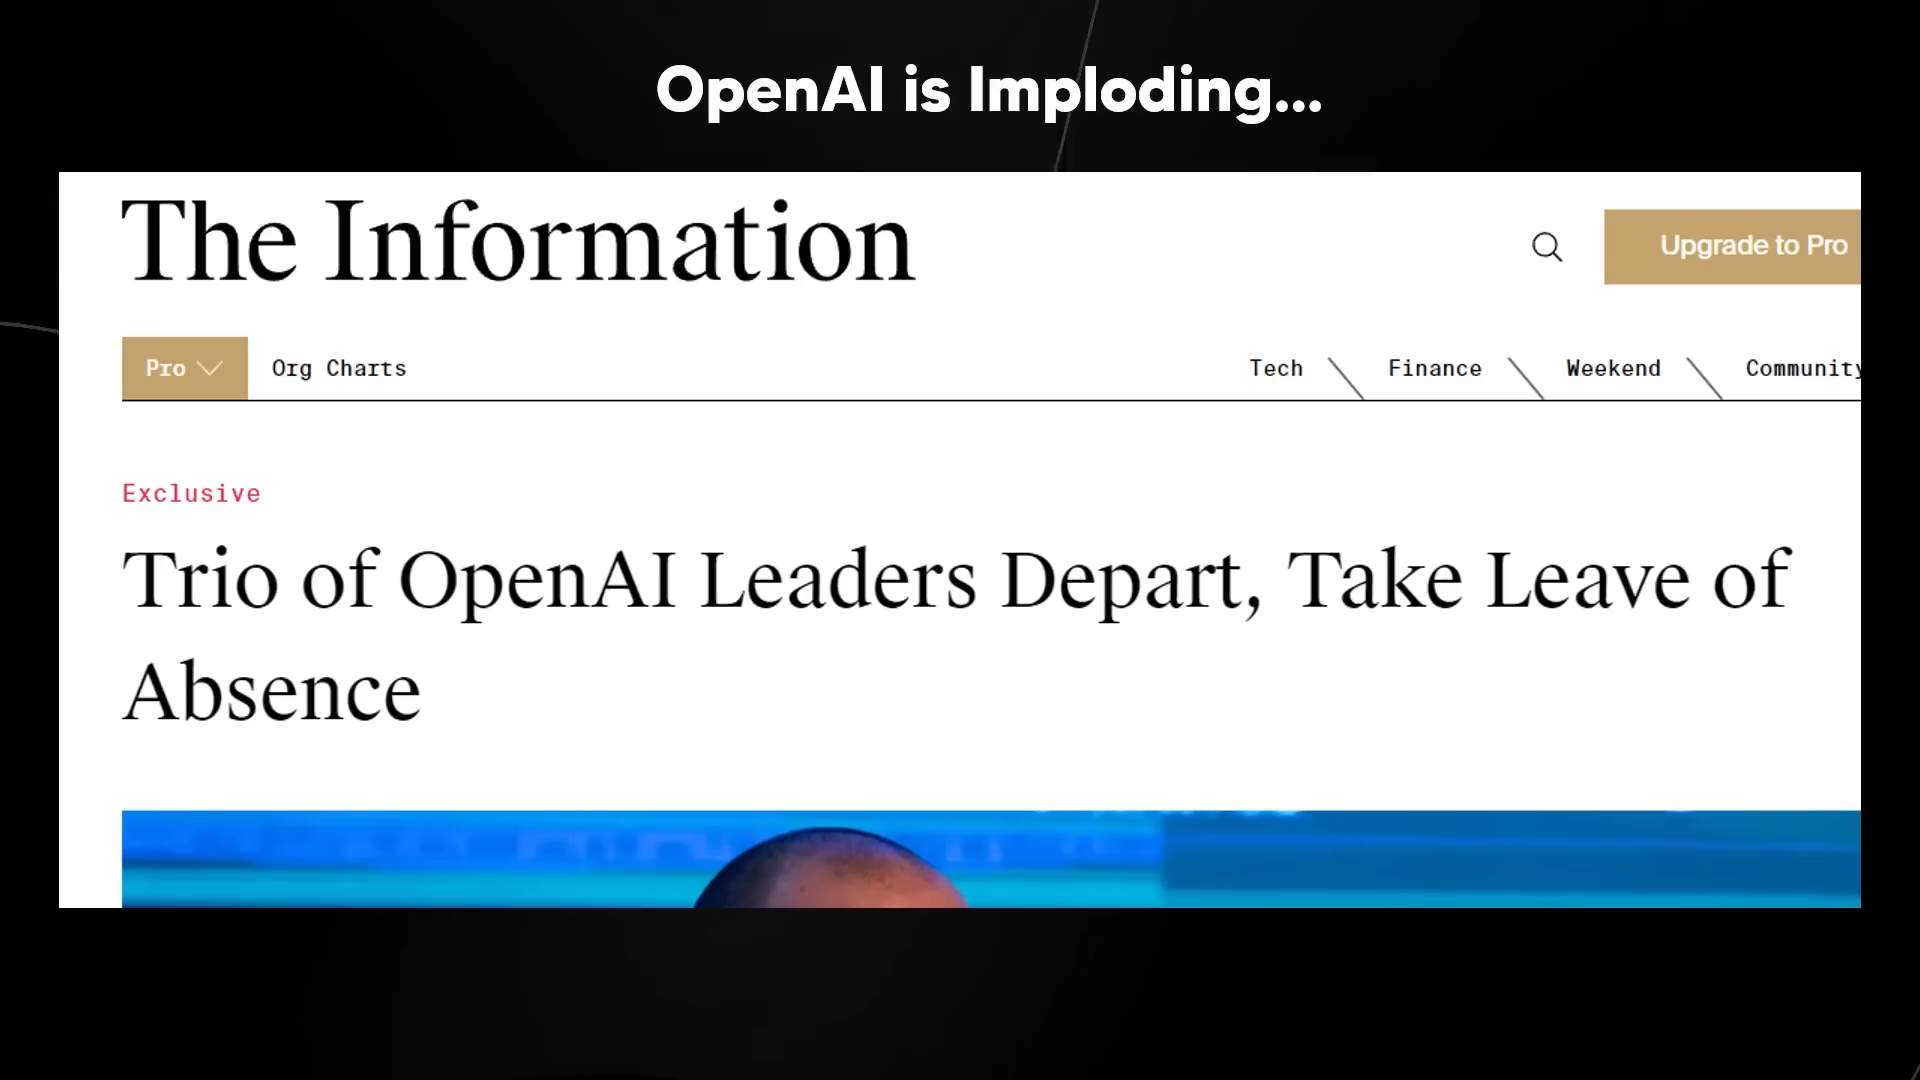 OpenAI is Imploding...
The Information
Upgrade to Pro
Pro
Org Charts
Tech
Finance
Weekend
Community
Exclusive
Trio of OpenAI Leaders Depart, Take Leave of
Absence